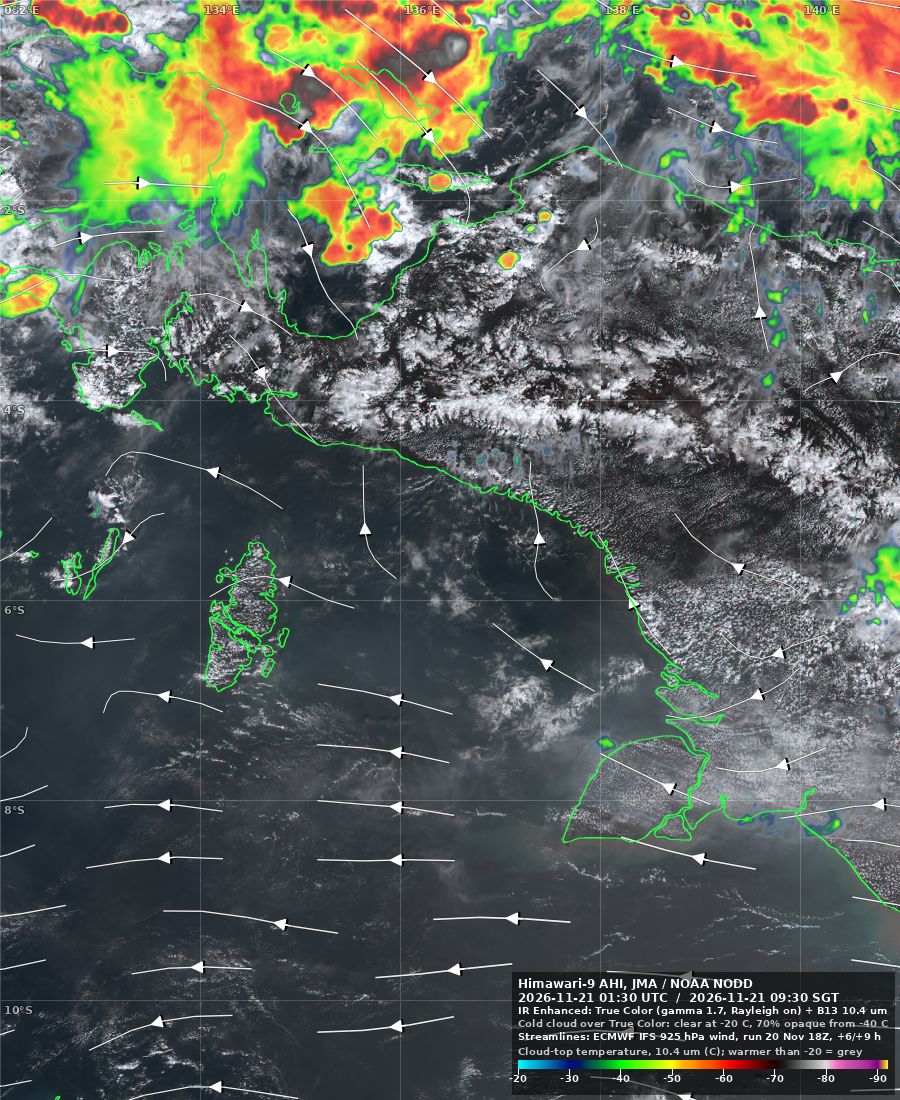 134°E
136°E
138°E
140°E
2°S
4°S
6°S
8°S
10°S
Himawari-9 AHI, JMA / NOAA NODD
2026-11-21 01:30 UTC / 2026-11-21 09:30 SGT
IR Enhanced: True Color (gamma 1.7, Rayleigh on) + B13 10.4 um
Cold cloud over True Color: clear at -20 C, 70% opaque from -40 C
Streamlines: ECMWF IFS 925 hPa wind, run 20 Nov 18Z, +6/+9 h
Cloud-top temperature, 10.4 um (C); warmer than -20 = grey
-20 -30 -40 -50 -60 -70 -80 -90